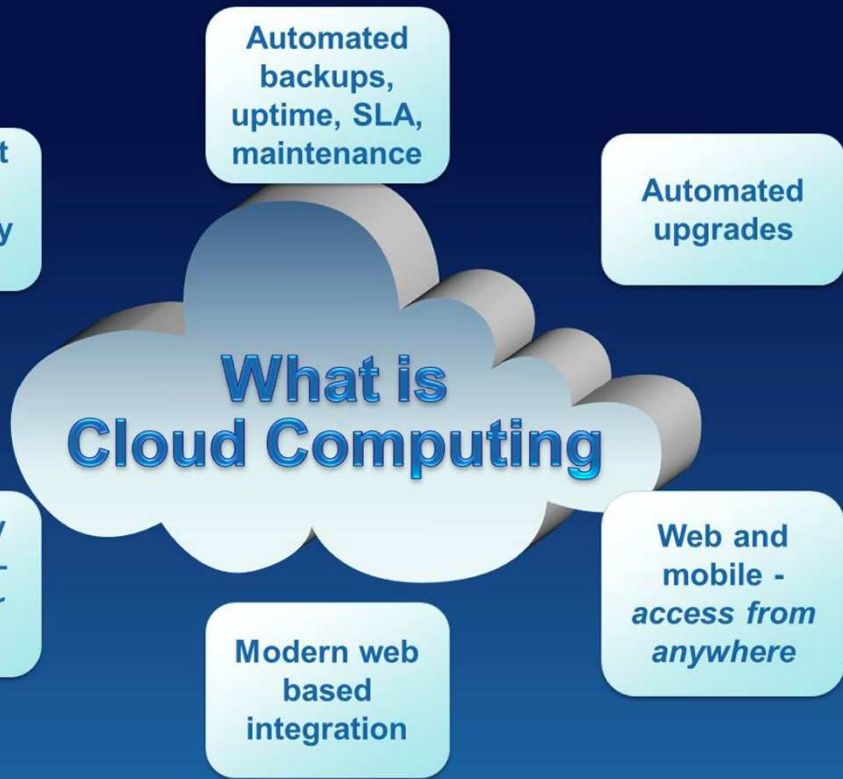 Automated
backups,
uptime, SLA,
maintenance
Automated
upgrades
What is
Cloud Computing
Web and
mobile -
access from
anywhere
Modern web
based
integration